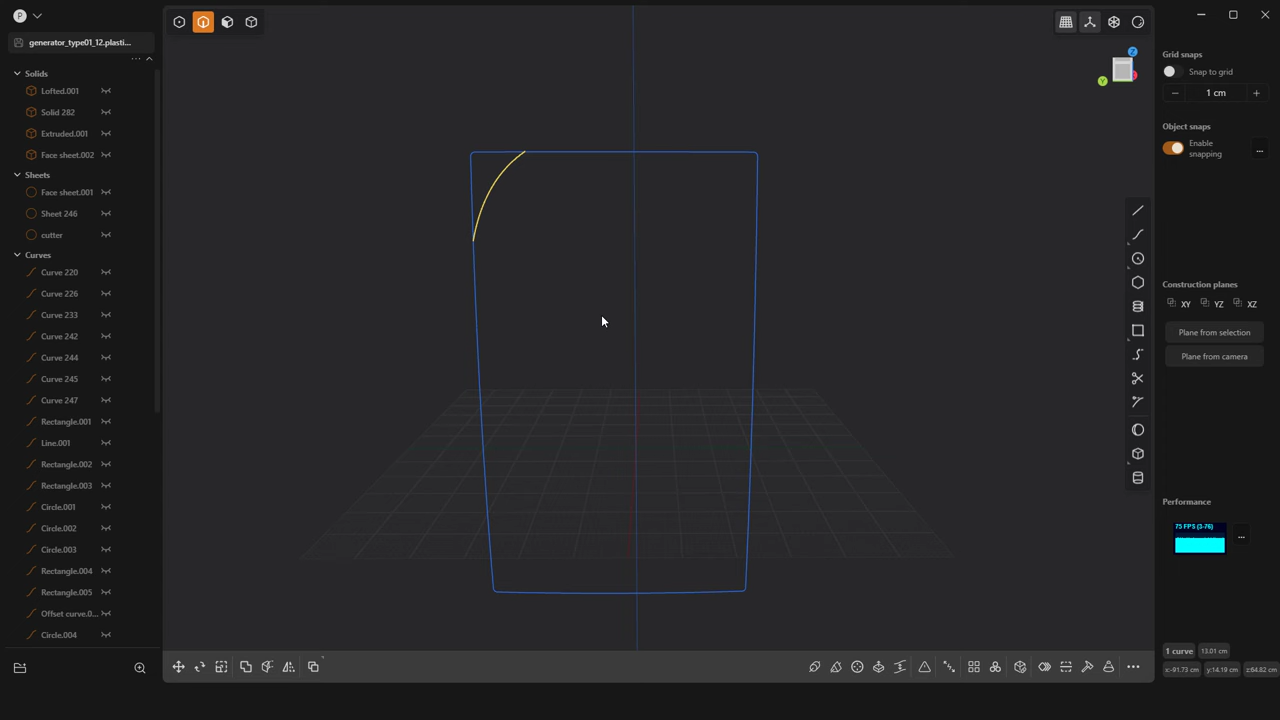 P
generator_type01_12.plasti...
Solids
Lofted.001
Solid 282
Extruded.001
Face sheet.002
Sheets
Face sheet.001
Sheet 246
cutter
Curves
Curve 220
Curve 226
Curve 233
Curve 242
Curve 244
Curve 245
Curve 247
Rectangle.001
Line.001
Rectangle.002
Rectangle.003
Circle.001
Circle.002
Circle.003
Rectangle.004
Rectangle.005
Offset curve.0...
Circle.004
Z
Y
Grid snaps
Snap to grid
1 cm
Object snaps
Enable
snapping
Construction planes
XY YZ XZ
Plane from selection
Plane from camera
Performance
75 FPS (3-76)
1 curve 13.01 cm
x:-91.73 cm y:14.19 cm z:64.82 cm